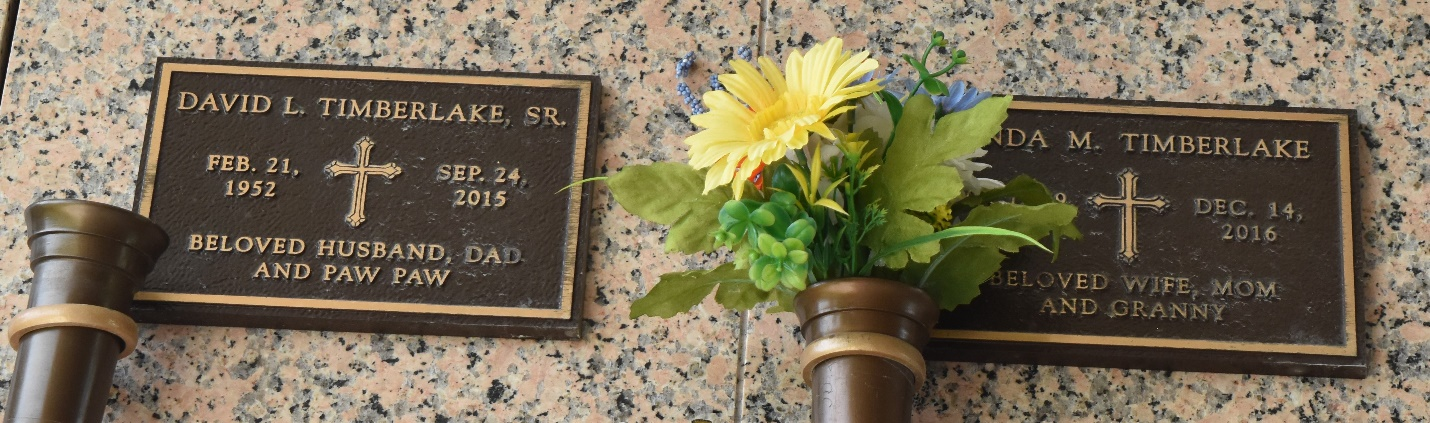 DAVID L. TIMBERLAKE, SR.
FEB. 21,
1952
SEP. 24,
2015
BELOVED HUSBAND, DAD
AND PAW PAW
M. TIMBERLAKE
DEC. 14,
2016
BELOVED WIFE, MOM
AND GRANNY